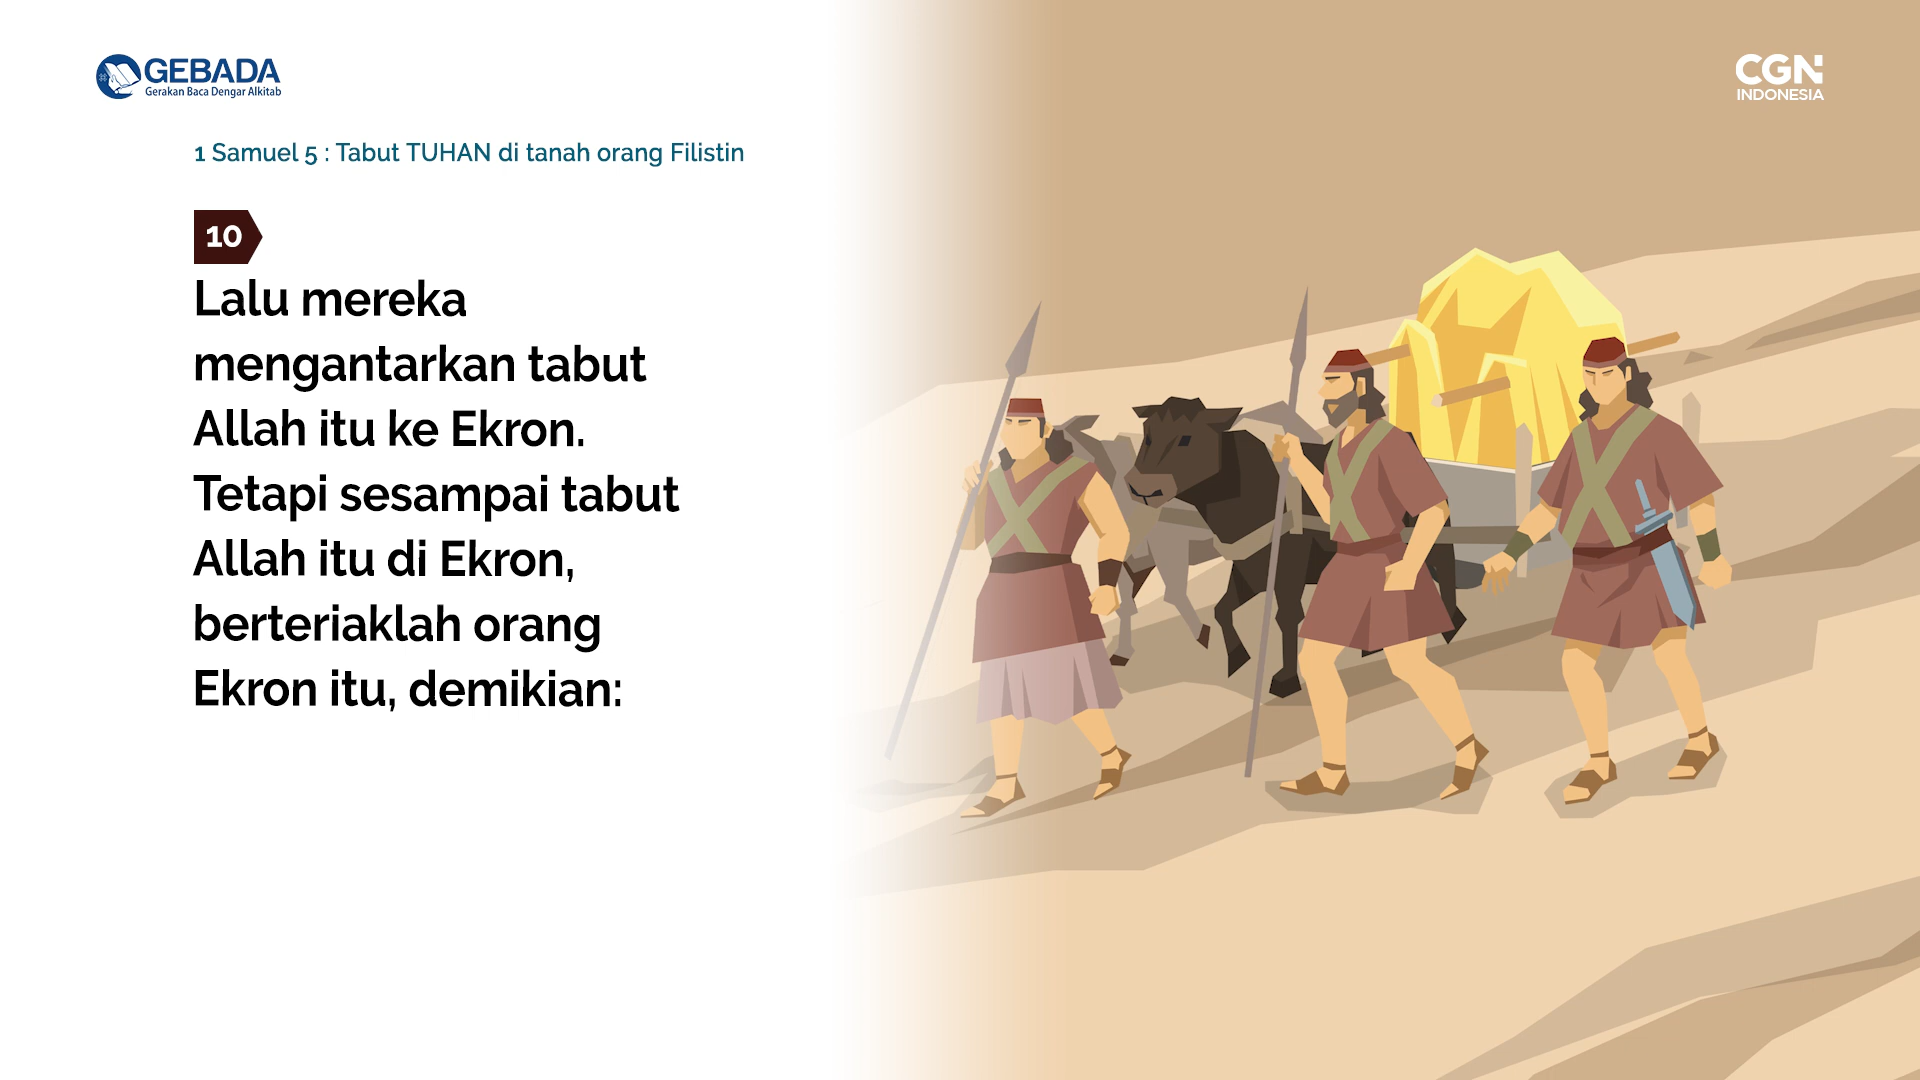 GEBADA
Gerakan Baca Dengar Alkitab
CGN
INDONESIA
1 Samuel 5 : Tabut TUHAN di tanah orang Filistin
10
Lalu mereka
mengantarkan tabut
Allah itu ke Ekron.
Tetapi sesampai tabut
Allah itu di Ekron,
berteriaklah orang
Ekron itu, demikian: